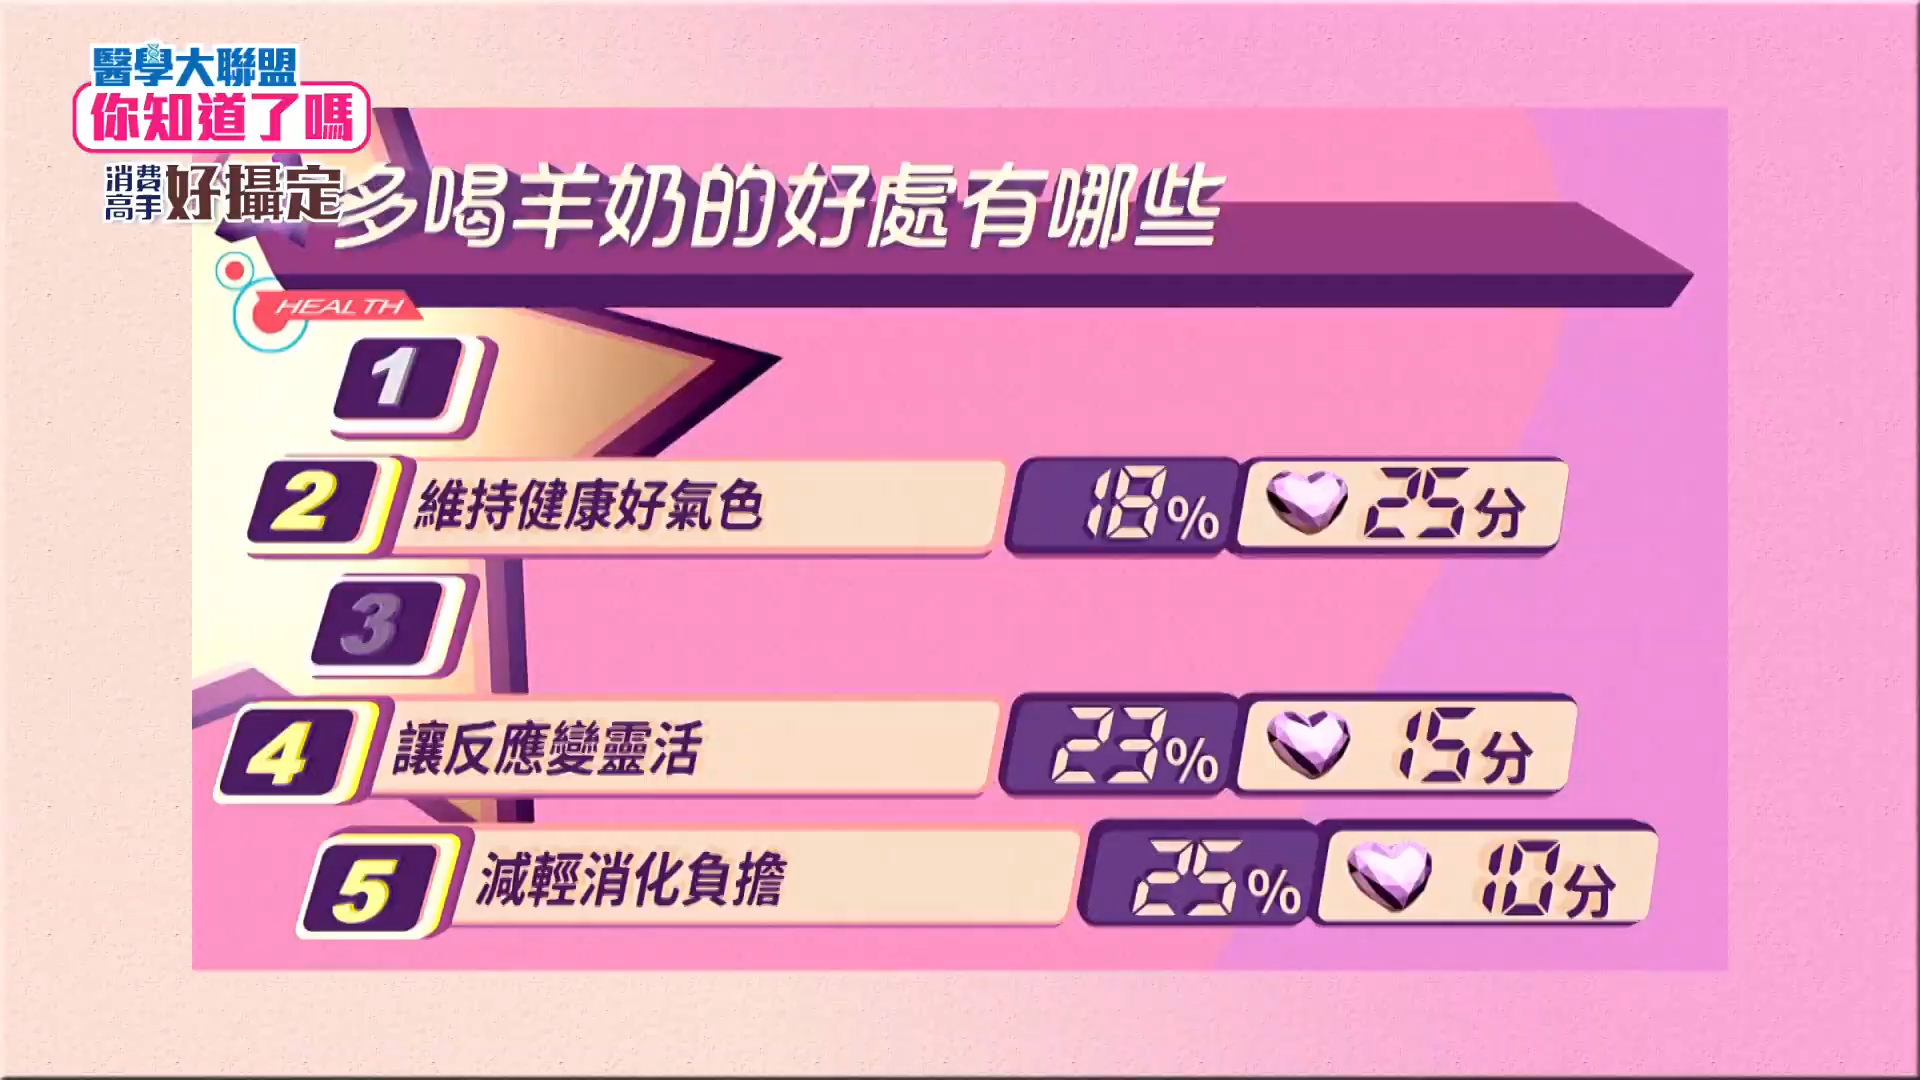 醫學大聯盟
你知道了嗎
消費高手 好攝定
多喝羊奶的好處有哪些
HEALTH
1
2 維持健康好氣色 18% 25分
3
4 讓反應變靈活 23% 15分
5 減輕消化負擔 25% 10分